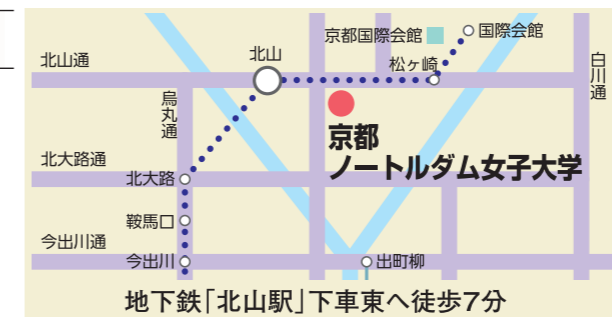 京都国際会館
国際会館
北山通
北山
松ヶ崎
白川通
烏丸通
京都
ノートルダム女子大学
北大路通
北大路
鞍馬口
今出川通
今出川
出町柳
地下鉄「北山駅」下車東へ徒歩7分